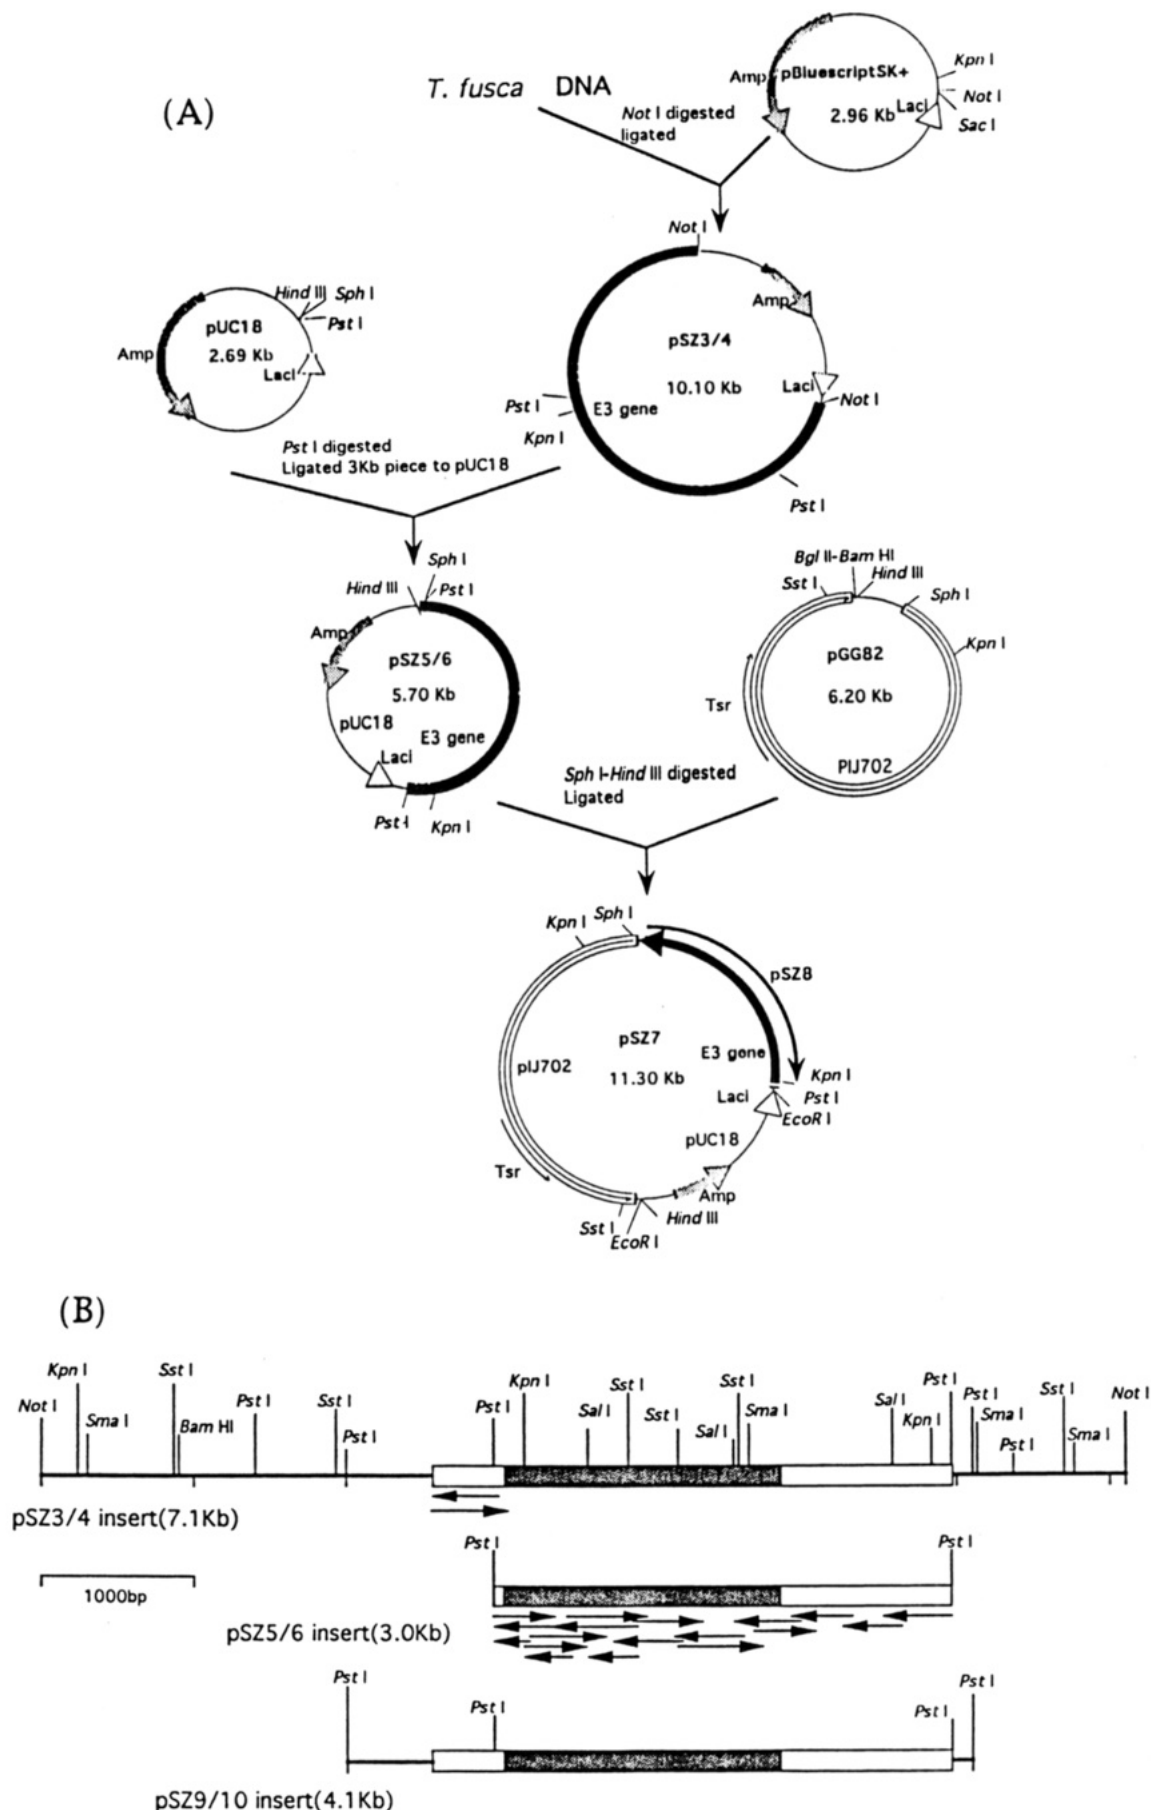 (A)
T. fusca DNA
Not I digested
ligated
Amp
pBluescriptSK+
2.96 Kb
Laci
Kpn I
Not I
Sac I
Not I
Amp
pSZ3/4
10.10 Kb
Laci
Not I
E3 gene
Pst I
Kpn I
Pst I
Hind III
Sph I
Pst I
pUC18
2.69 Kb
Amp
Laci
Pst I digested
Ligated 3Kb piece to pUC18
Sph I
Hind III
Pst I
Amp
pSZ5/6
5.70 Kb
pUC18
E3 gene
Laci
Pst I
Kpn I
Bgl II-Bam HI
Sst I
Hind III
Sph I
Kpn I
pGG82
6.20 Kb
Tsr
PIJ702
Sph I-Hind III digested
Ligated
Kpn I
Sph I
pSZ8
pSZ7
11.30 Kb
pIJ702
E3 gene
Kpn I
Pst I
EcoR I
Laci
pUC18
Tsr
Amp
Hind III
Sst I
EcoR I
(B)
Not I
Kpn I
Sma I
Sst I
Bam HI
Pst I
Sst I
Pst I
Pst I
Kpn I
Sal I
Sst I
Sst I
Sal I
Sst I
Sma I
Sal I
Kpn I
Pst I
Pst I
Sma I
Pst I
Sst I
Sma I
Not I
pSZ3/4 insert(7.1Kb)
1000bp
Pst I
Pst I
pSZ5/6 insert(3.0Kb)
Pst I
Pst I
Pst I
Pst I
pSZ9/10 insert(4.1Kb)